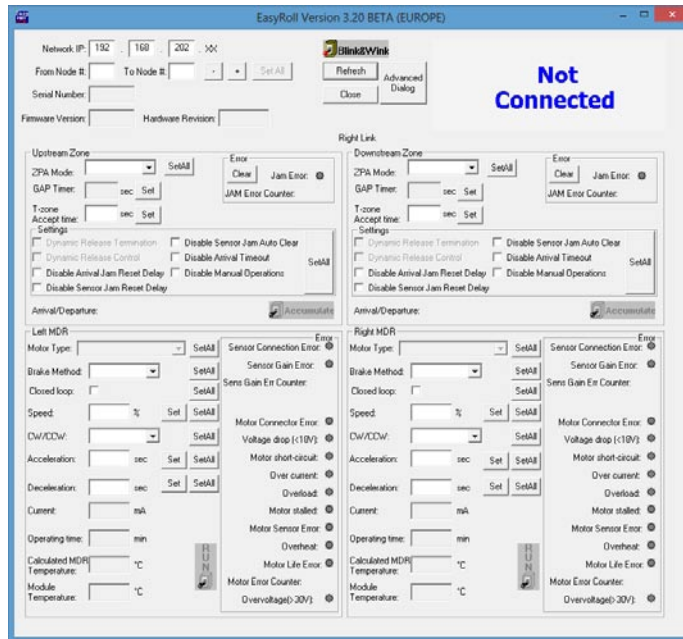 EasyRoll Version 3.20 BETA (EUROPE)
Network IP: 192 . 168 . 202 . XX
Blink&Wink
From Node #: To Node #: - + Set All
Refresh
Advanced Dialog
Not Connected
Serial Number:
Close
Firmware Version: Hardware Revision:
Right Link
Upstream Zone
ZPA Mode: SetAll
Error
Clear Jam Error:
GAP Timer: sec Set
JAM Error Counter:
T-zone Accept time: sec Set
Settings
Dynamic Release Termination
Disable Sensor Jam Auto Clear
Dynamic Release Control
Disable Arrival Timeout
SetAll
Disable Arrival Jam Reset Delay
Disable Manual Operations
Disable Sensor Jam Reset Delay
Arrival/Departure:
Accumulate
Downstream Zone
ZPA Mode: SetAll
Error
Clear Jam Error:
GAP Timer: sec Set
JAM Error Counter:
T-zone Accept time: sec Set
Settings
Dynamic Release Termination
Disable Sensor Jam Auto Clear
Dynamic Release Control
Disable Arrival Timeout
SetAll
Disable Arrival Jam Reset Delay
Disable Manual Operations
Disable Sensor Jam Reset Delay
Arrival/Departure:
Accumulate
Left MDR
Motor Type: SetAll
Brake Method: SetAll
Closed loop: SetAll
Speed: % Set SetAll
CW/CCW: SetAll
Acceleration: sec Set SetAll
Deceleration: sec Set SetAll
Current: mA
Operating time: min
Calculated MDR Temperature: °C
Module Temperature: °C
RUN
Error
Sensor Connection Error:
Sensor Gain Error:
Sens Gain Err Counter:
Motor Connector Error:
Voltage drop (<18V):
Motor short-circuit:
Over current:
Overload:
Motor stalled:
Motor Sensor Error:
Overheat:
Motor Life Error:
Motor Error Counter:
Overvoltage(>30V):
Right MDR
Motor Type: SetAll
Brake Method: SetAll
Closed loop: SetAll
Speed: % Set SetAll
CW/CCW: SetAll
Acceleration: sec Set SetAll
Deceleration: sec Set SetAll
Current: mA
Operating time: min
Calculated MDR Temperature: °C
Module Temperature: °C
RUN
Error
Sensor Connection Error:
Sensor Gain Error:
Sens Gain Err Counter:
Motor Connector Error:
Voltage drop (<18V):
Motor short-circuit:
Over current:
Overload:
Motor stalled:
Motor Sensor Error:
Overheat:
Motor Life Error:
Motor Error Counter:
Overvoltage(>30V):